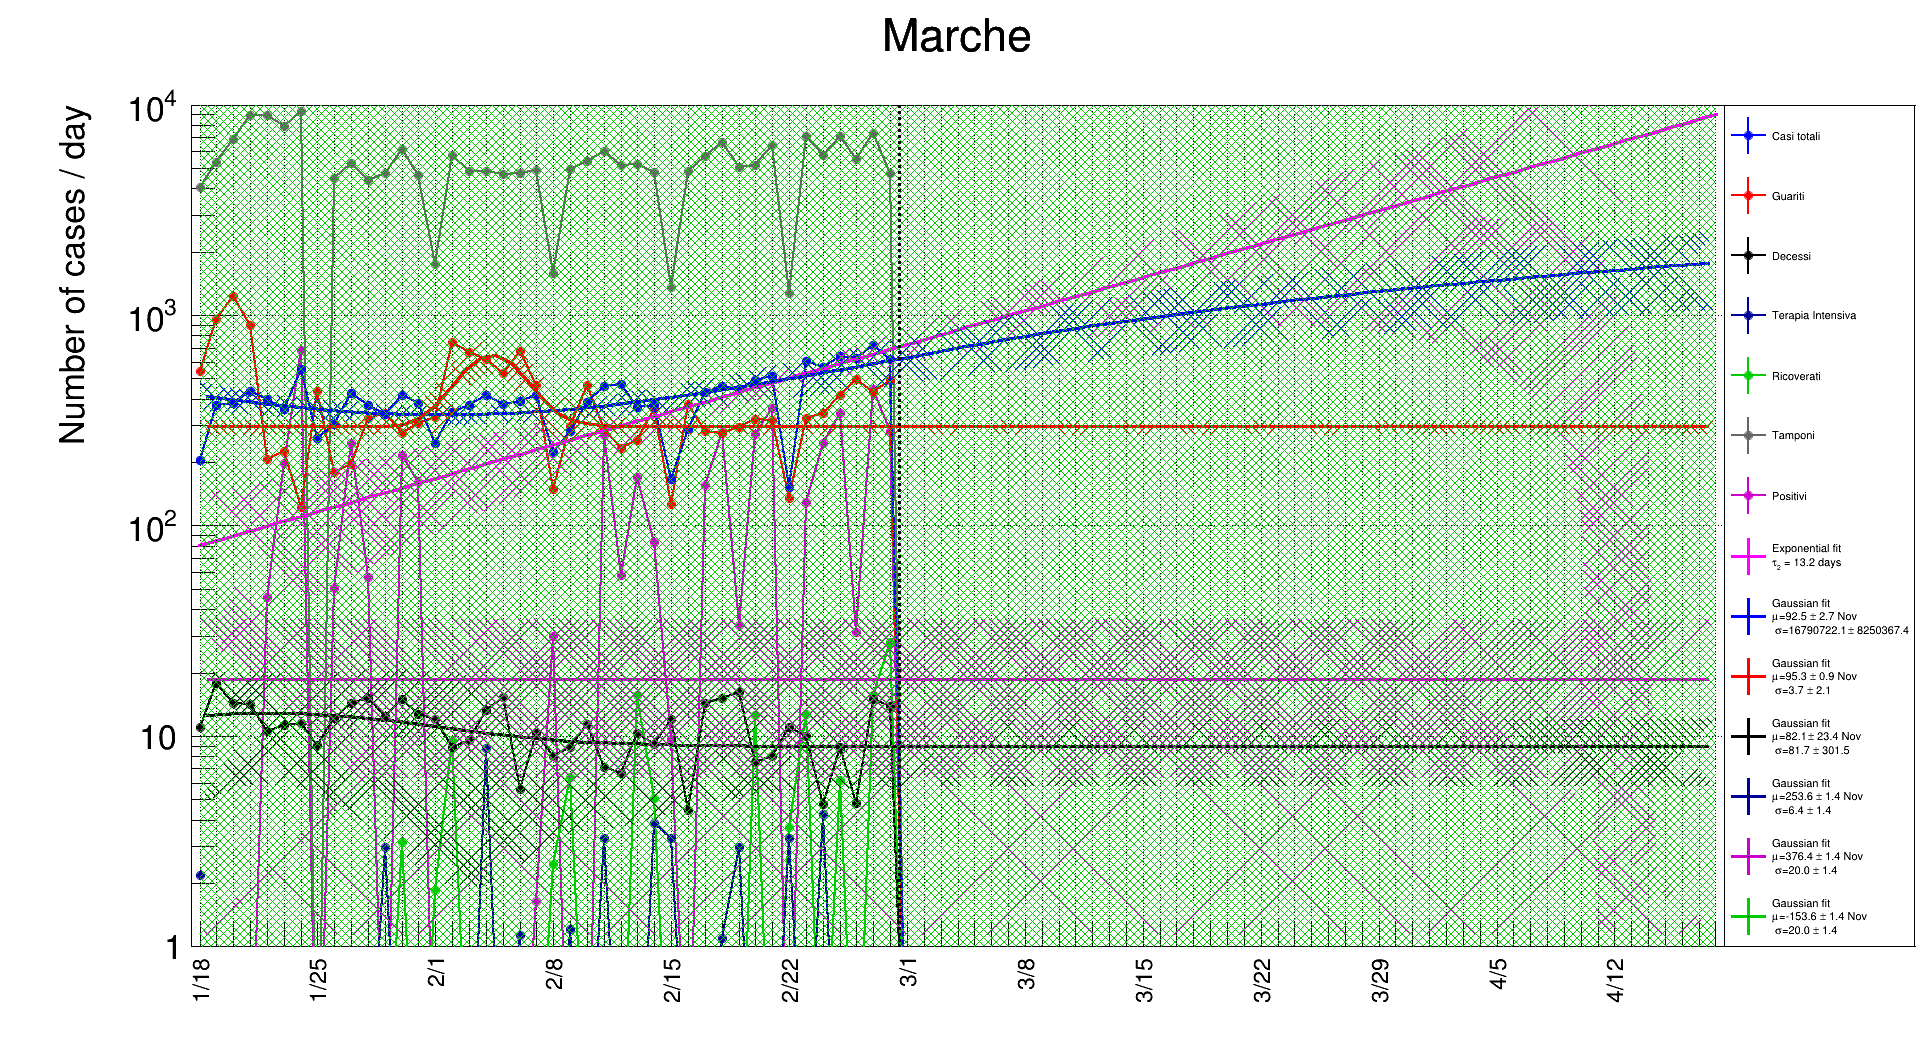 Marche
Number of cases / day
10^4
10^3
10^2
10
1
1/18
1/25
2/1
2/8
2/15
2/22
3/1
3/8
3/15
3/22
3/29
4/5
4/12
Casi totali
Guariti
Decessi
Terapia Intensiva
Ricoverati
Tamponi
Positivi
Exponential fit
τ₂ = 13.2 days
Gaussian fit
μ=92.5 ± 2.7 Nov
σ=16790722.1 ± 8250367.4
Gaussian fit
μ=95.3 ± 0.9 Nov
σ=3.7 ± 2.1
Gaussian fit
μ=82.1 ± 23.4 Nov
σ=81.7 ± 301.5
Gaussian fit
μ=253.6 ± 1.4 Nov
σ=6.4 ± 1.4
Gaussian fit
μ=376.4 ± 1.4 Nov
σ=20.0 ± 1.4
Gaussian fit
μ=-153.6 ± 1.4 Nov
σ=20.0 ± 1.4